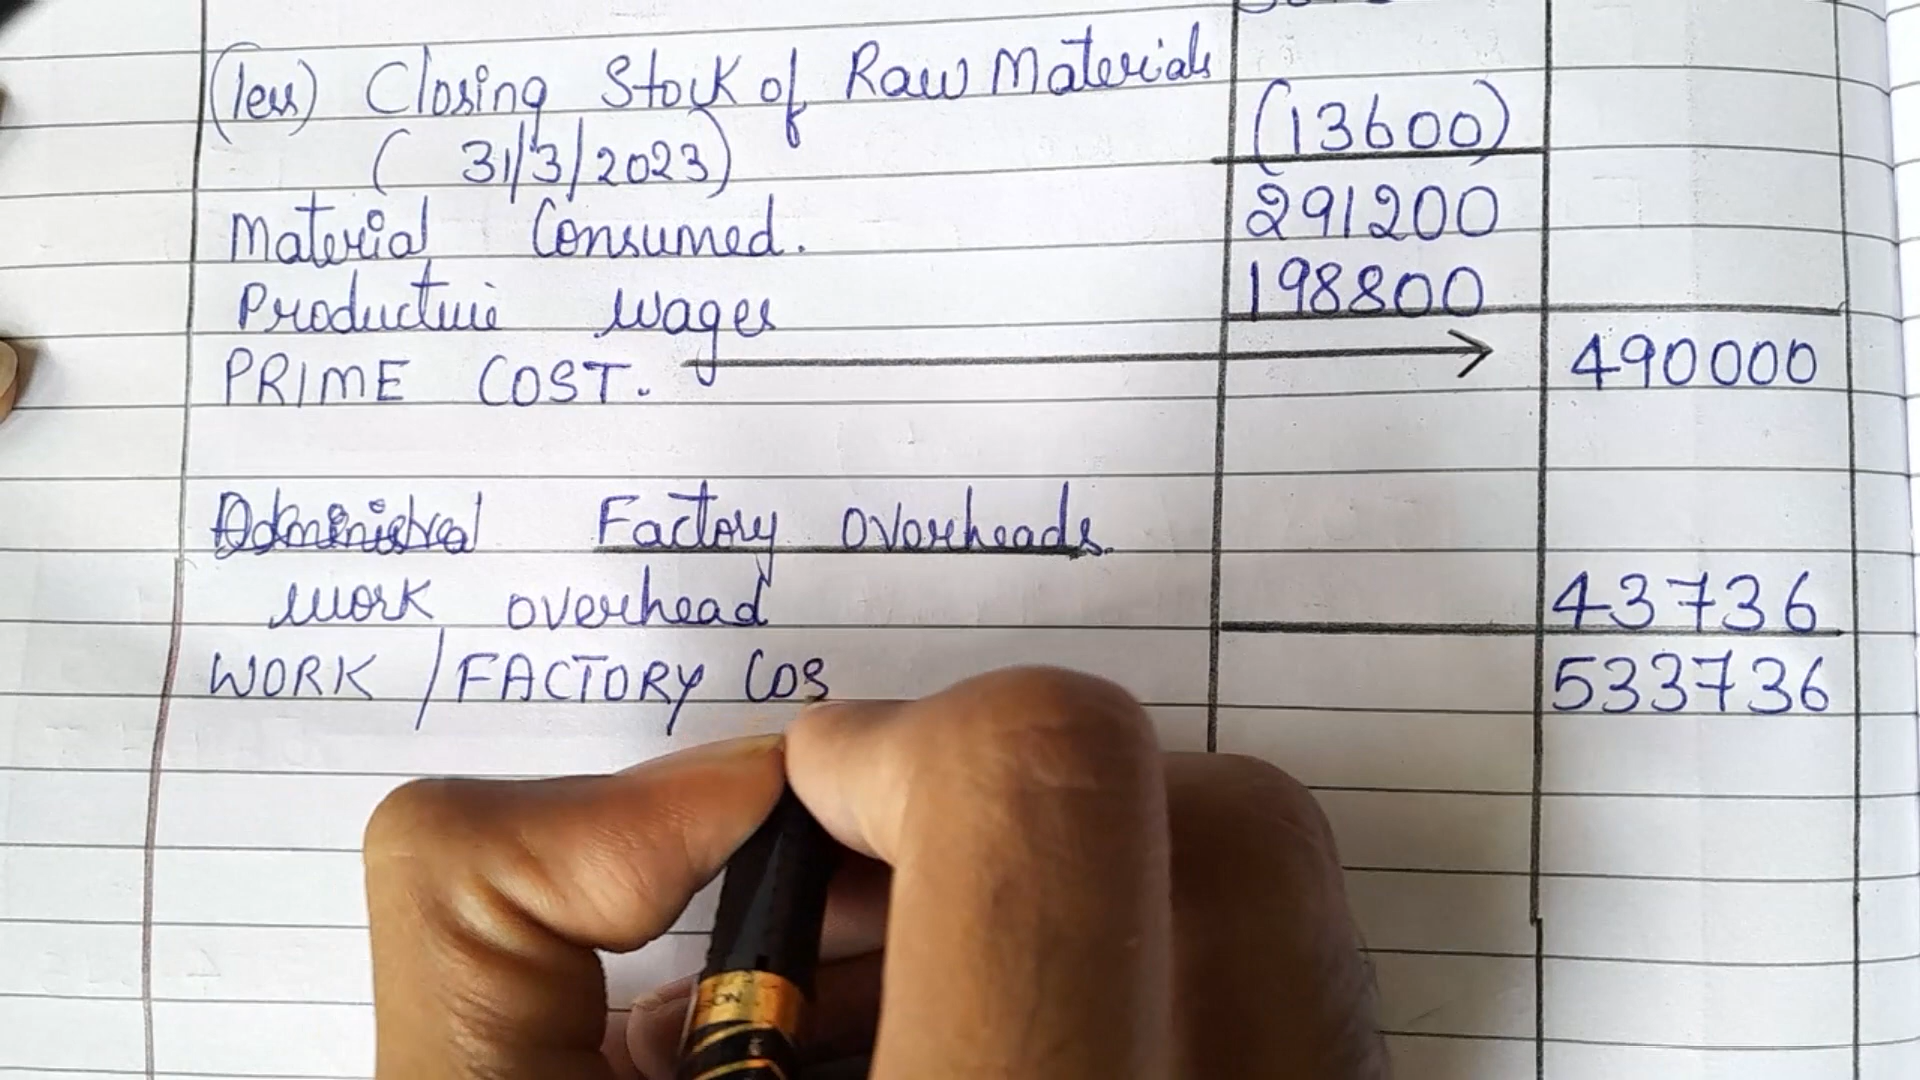 (less) Closing Stock of Raw Materials (13600)
( 31/3/2023)
Material Consumed. 291200
Productive wages 198800
PRIME COST. 490000
Administra Factory Overheads.
Work overhead 43736
WORK / FACTORY COS 533736